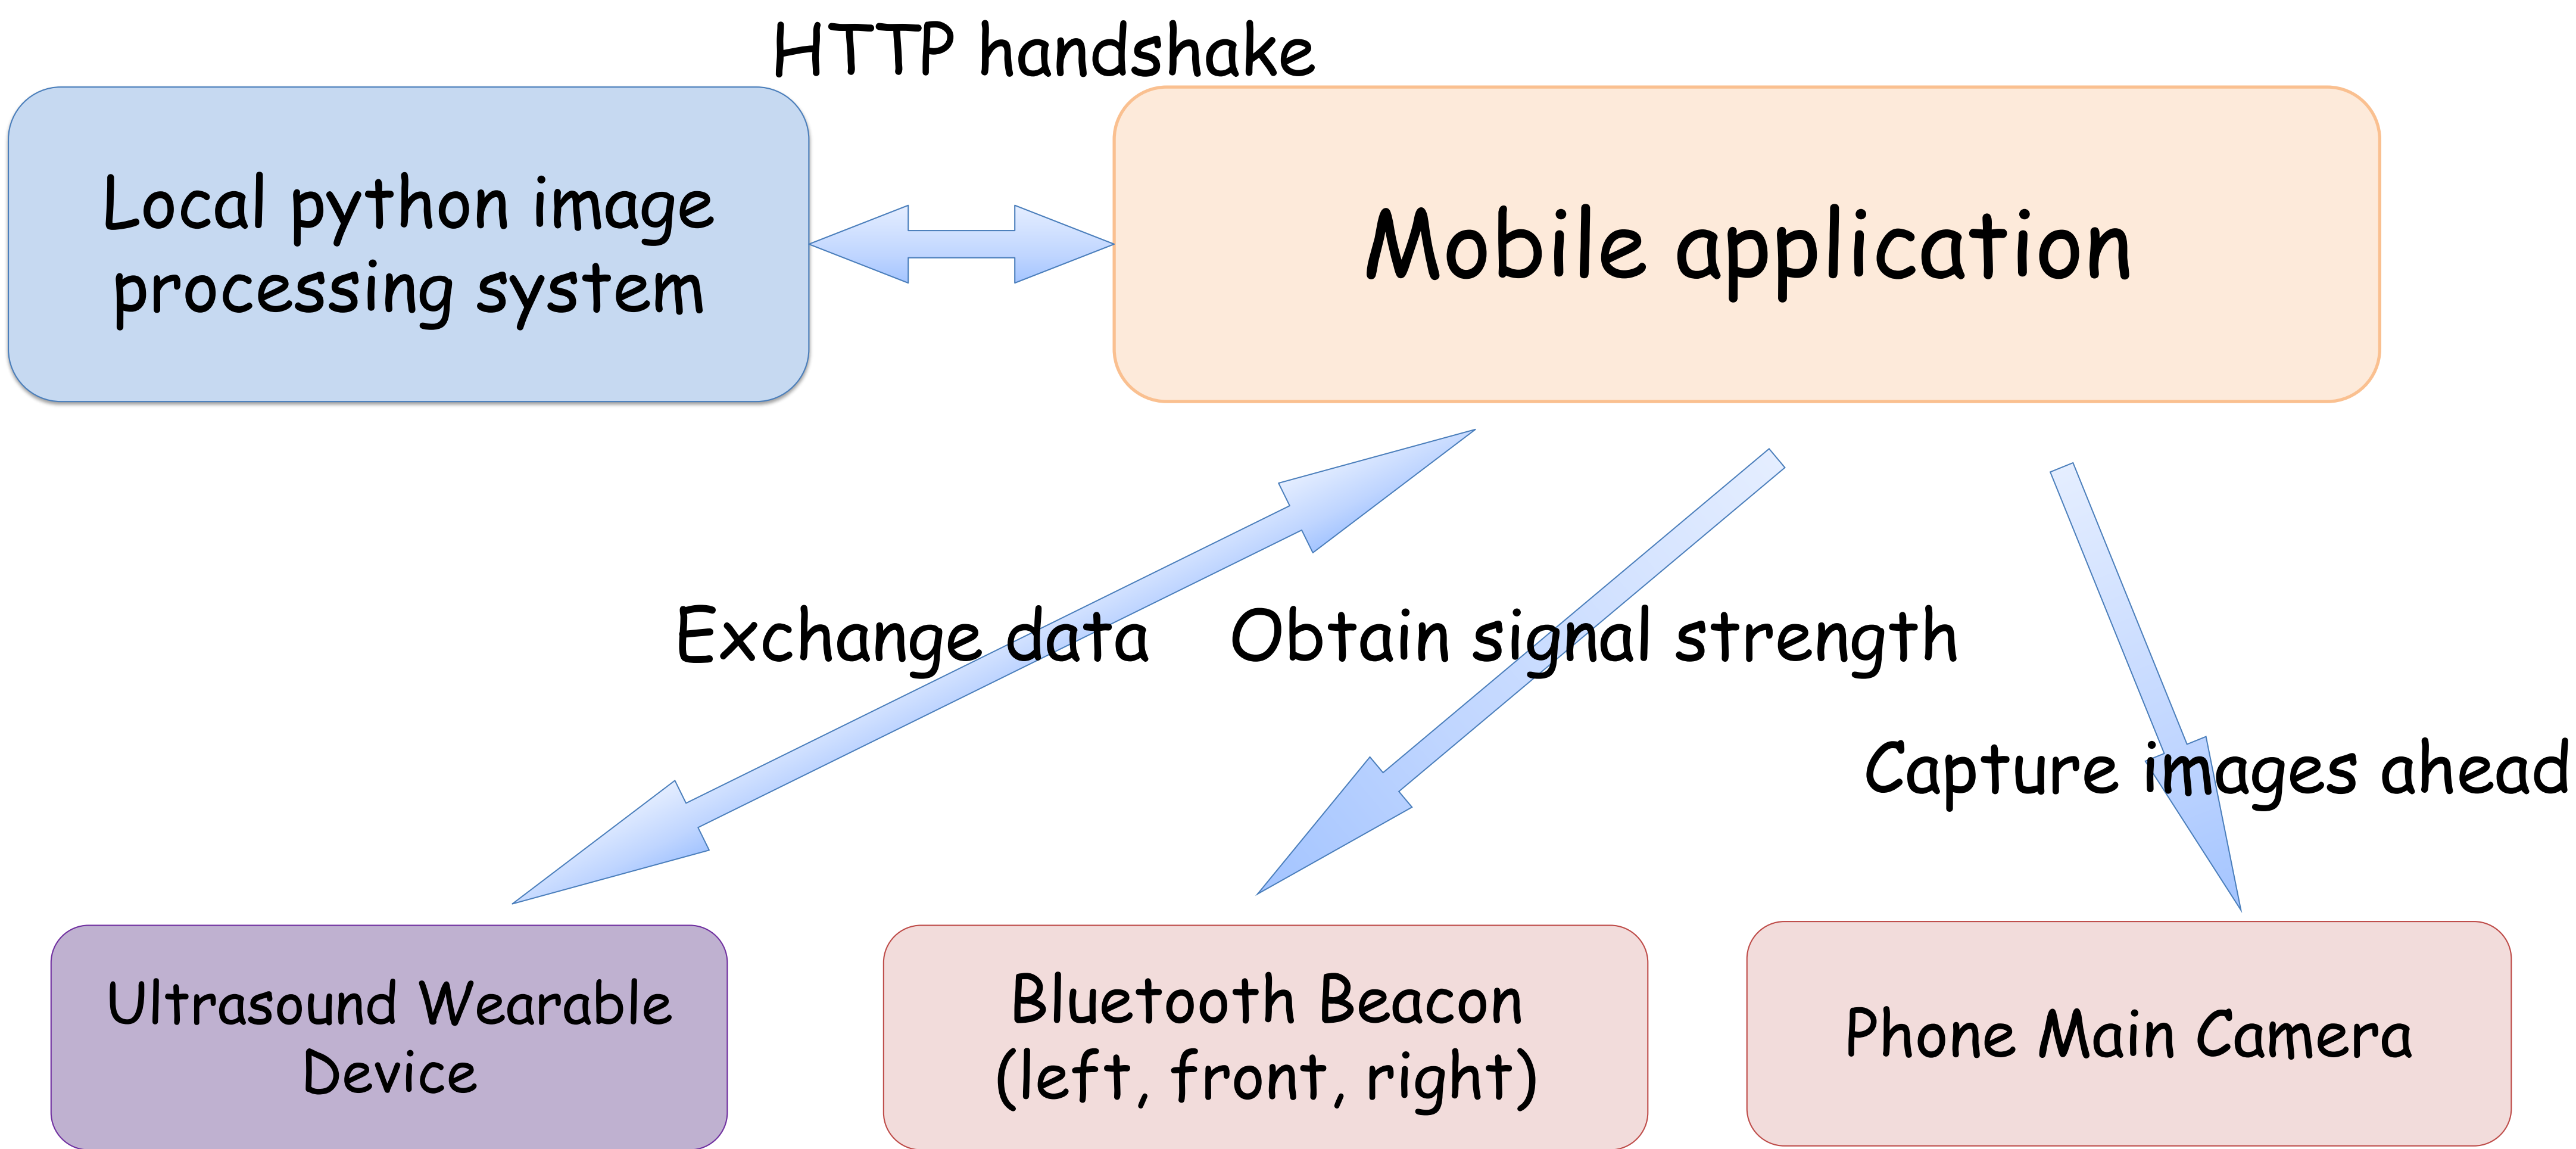 HTTP handshake
Local python image
processing system
Mobile application
Exchange data
Obtain signal strength
Capture images ahead
Ultrasound Wearable
Device
Bluetooth Beacon
(left, front, right)
Phone Main Camera